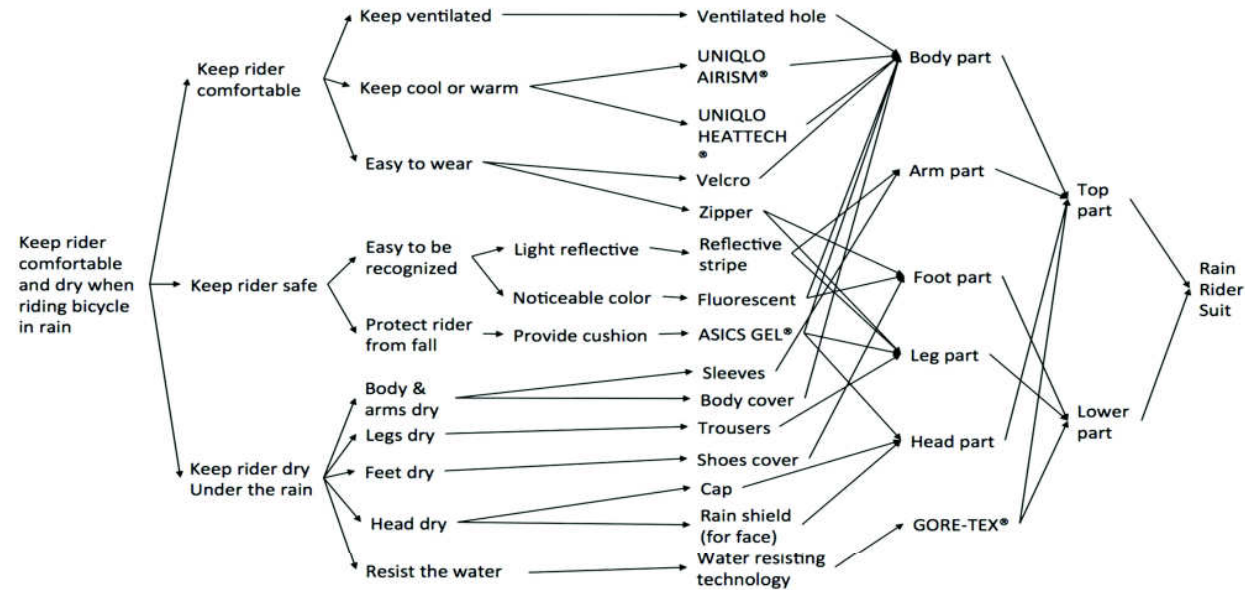 Keep rider
comfortable
and dry when
riding bicycle
in rain
Keep rider
comfortable
Keep rider safe
Keep rider dry
Under the rain
Keep ventilated
Keep cool or warm
Easy to wear
Easy to be
recognized
Protect rider
from fall
Body &
arms dry
Legs dry
Feet dry
Head dry
Resist the water
Light reflective
Noticeable color
Provide cushion
Ventilated hole
UNIQLO
AIRISM®
UNIQLO
HEATTECH
®
Velcro
Zipper
Reflective
stripe
Fluorescent
ASICS GEL®
Sleeves
Body cover
Trousers
Shoes cover
Cap
Rain shield
(for face)
Water resisting
technology
Body part
Arm part
Foot part
Leg part
Head part
GORE-TEX®
Top
part
Lower
part
Rain
Rider
Suit